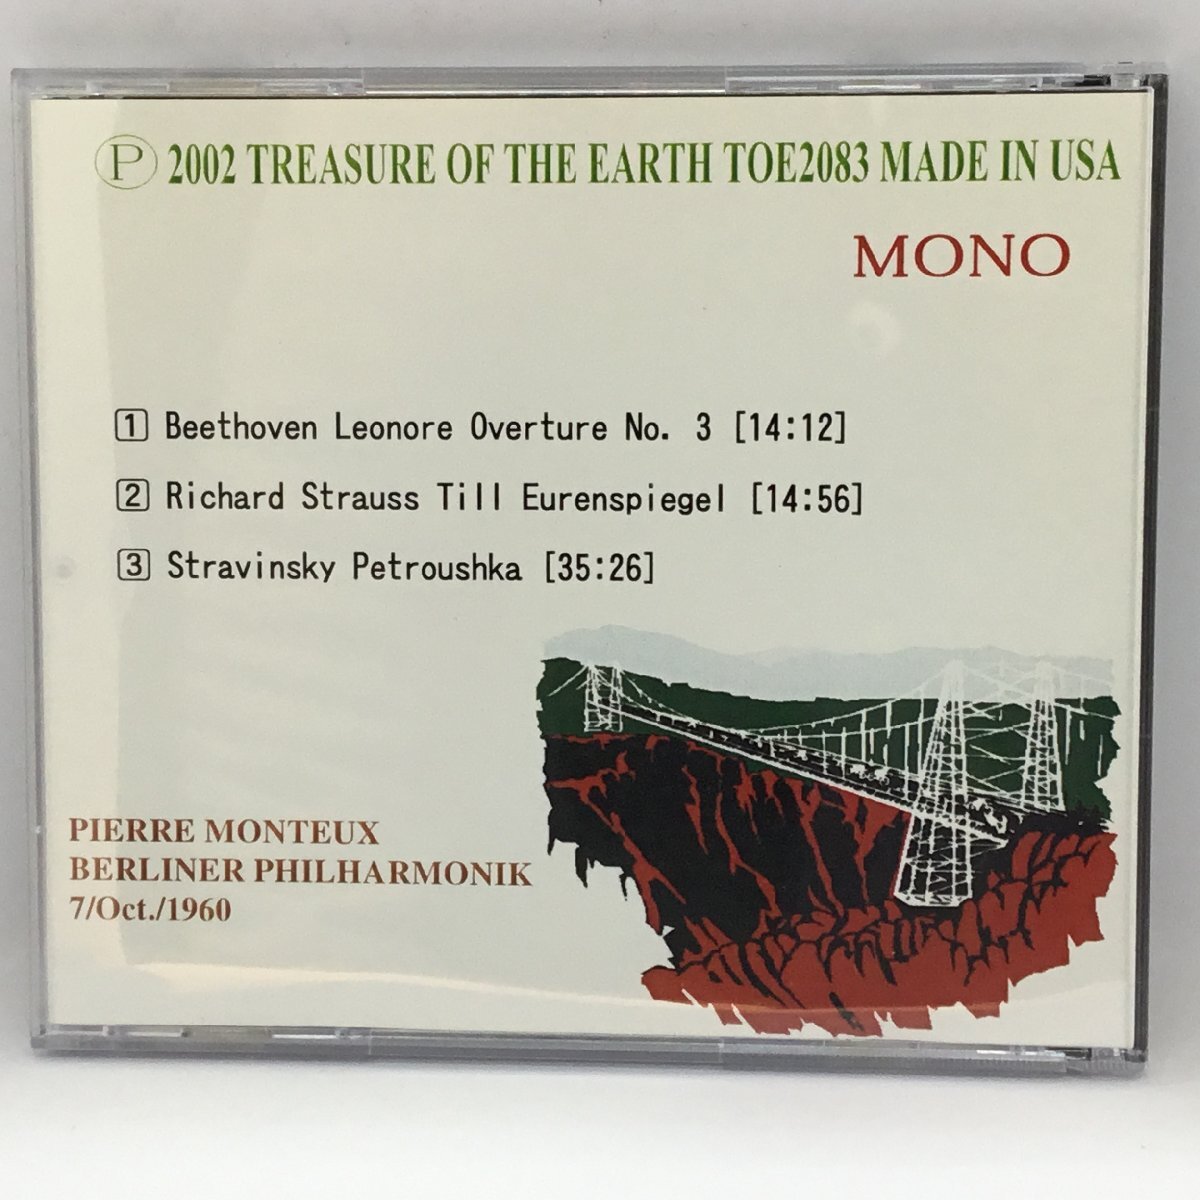 Ⓟ 2002 TREASURE OF THE EARTH TOE2083 MADE IN USA
MONO
1 Beethoven Leonore Overture No. 3 [14:12]
2 Richard Strauss Till Eurenspiegel [14:56]
3 Stravinsky Petroushka [35:26]
PIERRE MONTEUX
BERLINER PHILHARMONIK
7/Oct./1960